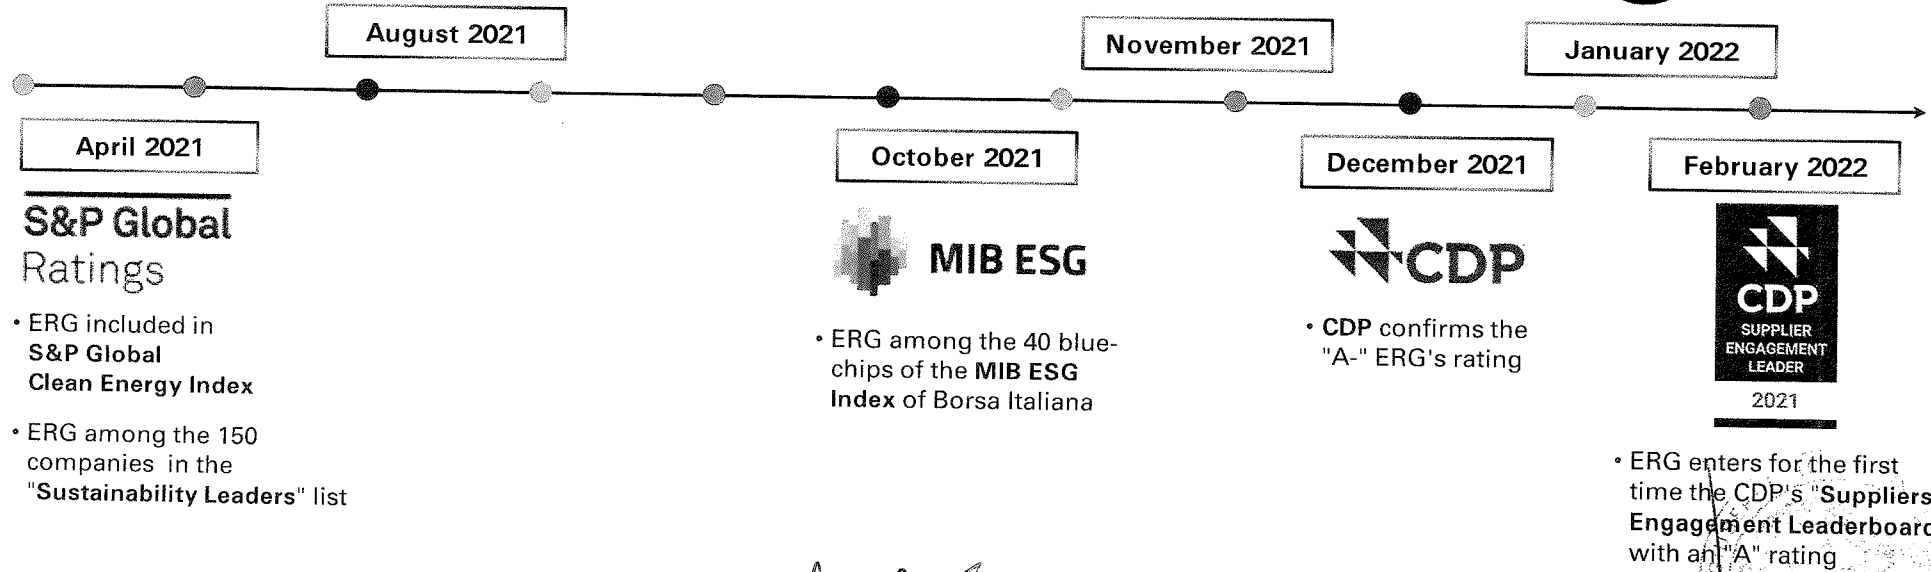 August 2021
November 2021
January 2022
April 2021
October 2021
December 2021
February 2022
S&P Global
Ratings
• ERG included in
S&P Global
Clean Energy Index
• ERG among the 150
companies in the
"Sustainability Leaders" list
MIB ESG
• ERG among the 40 blue-
chips of the MIB ESG
Index of Borsa Italiana
CDP
• CDP confirms the
"A-" ERG's rating
CDP
SUPPLIER
ENGAGEMENT
LEADER
2021
• ERG enters for the first
time the CDP's "Suppliers
Engagement Leaderboard
with an "A" rating